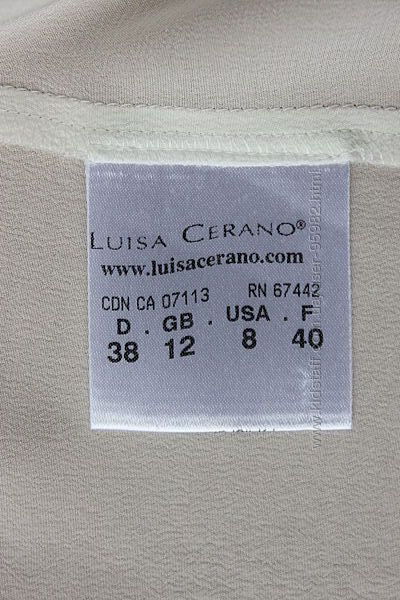 LUISA CERANO®
www.luisacerano.com
CDN CA 07113 RN 67442
D . GB . USA . F
38 12 8 40